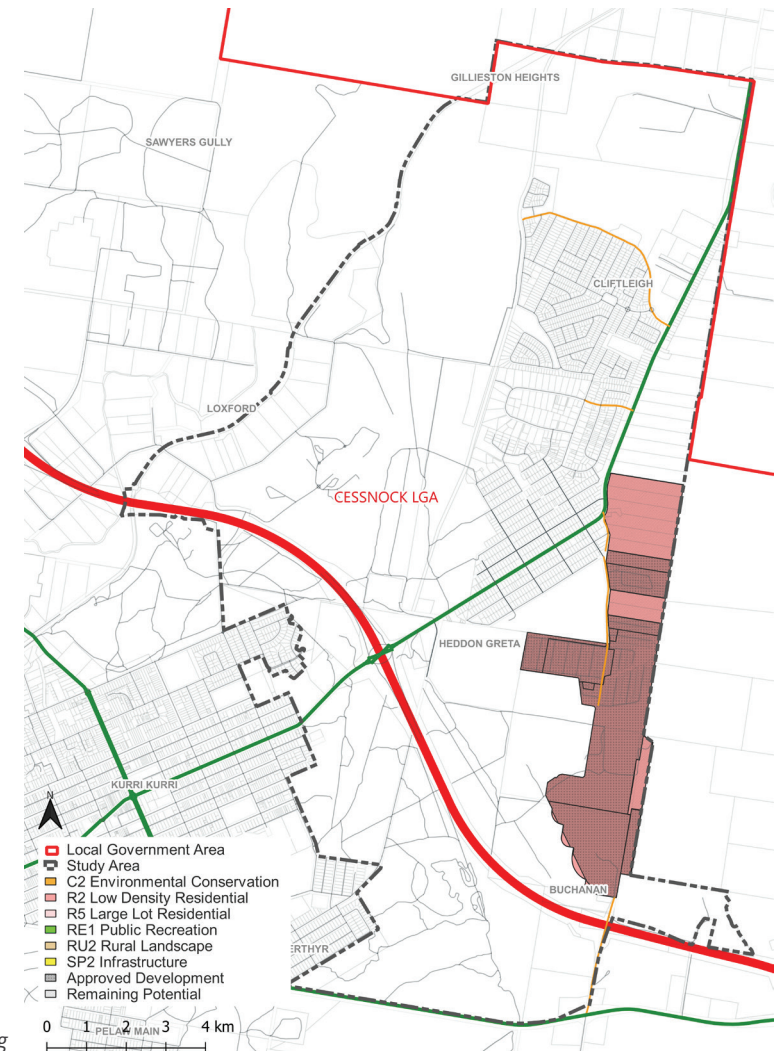 GILLIESTON HEIGHTS
SAWYERS GULLY
CLIFTLEIGH
LOXFORD
CESSNOCK LGA
HEDDON GRETA
KURRI KURRI
N
BUCHANAN
Local Government Area
Study Area
C2 Environmental Conservation
R2 Low Density Residential
R5 Large Lot Residential
RE1 Public Recreation
RU2 Rural Landscape
SP2 Infrastructure
Approved Development
Remaining Potential
ERTHYR
0 1 2 3 4 km
PELAW MAIN
g